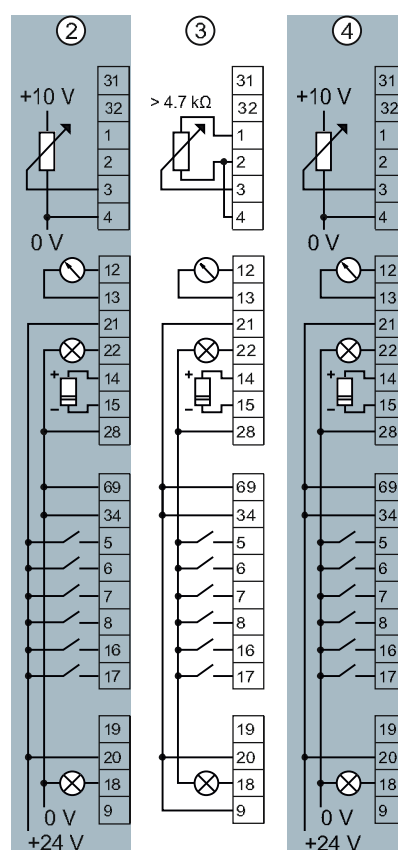 2 3 4
31 31 31
+10 V 32 > 4.7 kΩ 32 +10 V 32
1 1 1
2 2 2
3 3 3
4 4 4
0 V 0 V
12 12 12
13 13 13
21 21 21
22 22 22
+ 14 + 14 + 14
– 15 – 15 – 15
28 28 28
69 69 69
34 34 34
5 5 5
6 6 6
7 7 7
8 8 8
16 16 16
17 17 17
19 19 19
20 20 20
18 18 18
0 V 9 9 0 V 9
+24 V +24 V